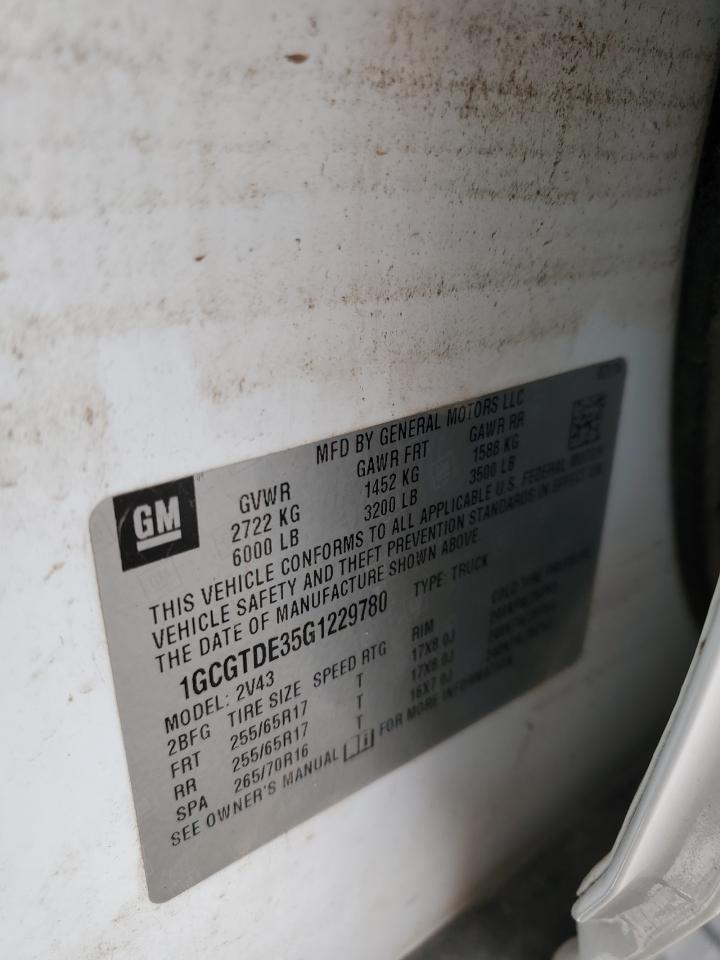 MFD BY GENERAL MOTORS LLC
GM
GVWR GAWR FRT GAWR RR
2722 KG 1452 KG 1588 KG
6000 LB 3200 LB 3500 LB
THIS VEHICLE CONFORMS TO ALL APPLICABLE U.S. FEDERAL MOTOR
VEHICLE SAFETY AND THEFT PREVENTION STANDARDS IN EFFECT ON
THE DATE OF MANUFACTURE SHOWN ABOVE
1GCGTDE35G1229780 TYPE: TRUCK
MODEL: 2V43
2BFG TIRE SIZE SPEED RTG RIM COLD TIRE PRESSURE
FRT 255/65R17 T 17X8.0J
RR 255/65R17 T 17X8.0J
SPA 265/70R16 T 16X7.0J
SEE OWNER'S MANUAL FOR MORE INFORMATION